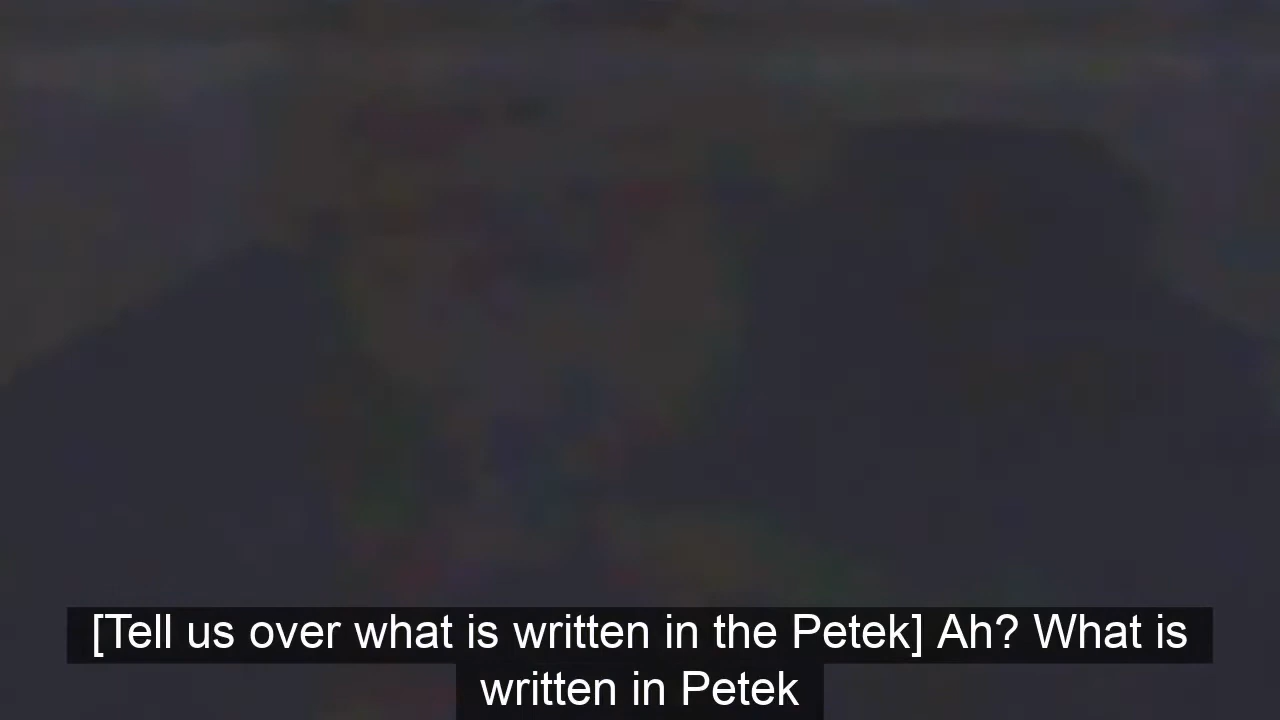 [Tell us over what is written in the Petek] Ah? What is
written in Petek